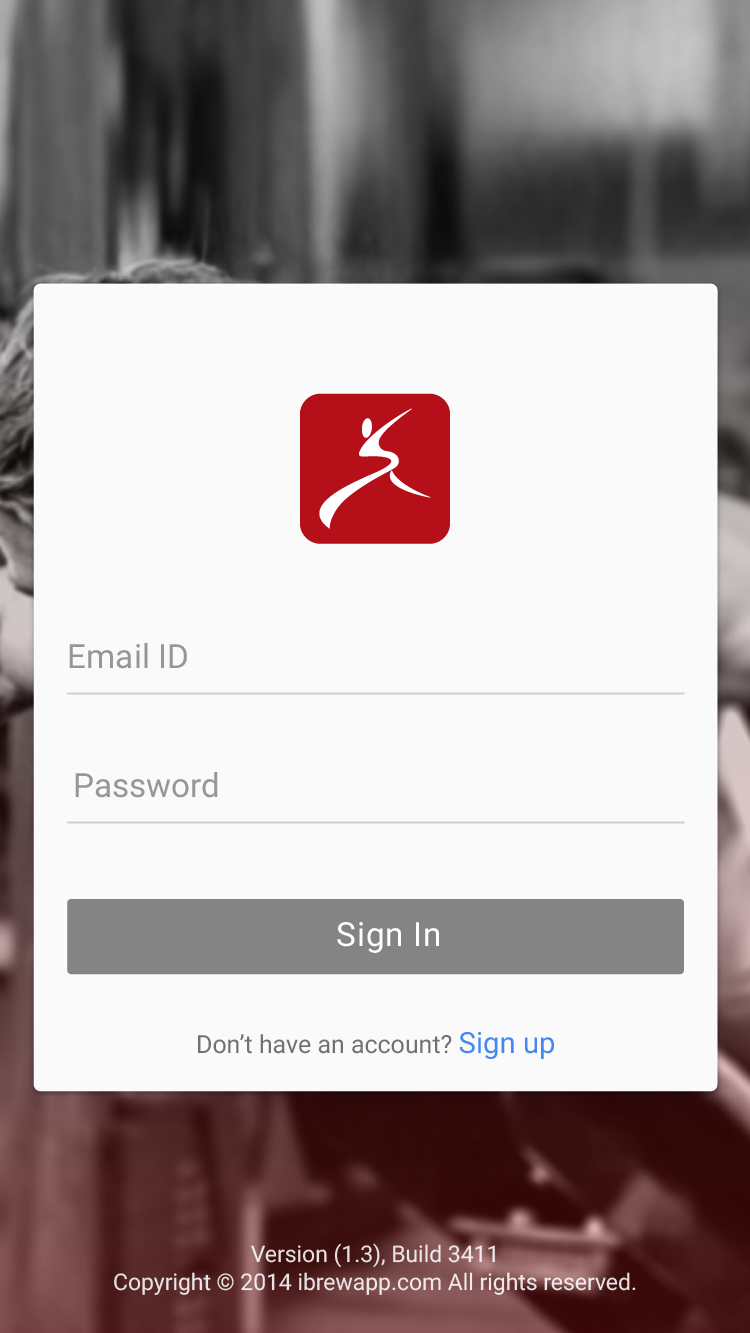 Email ID
Password
Sign In
Don’t have an account? Sign up
Version (1.3), Build 3411
Copyright © 2014 ibrewapp.com All rights reserved.